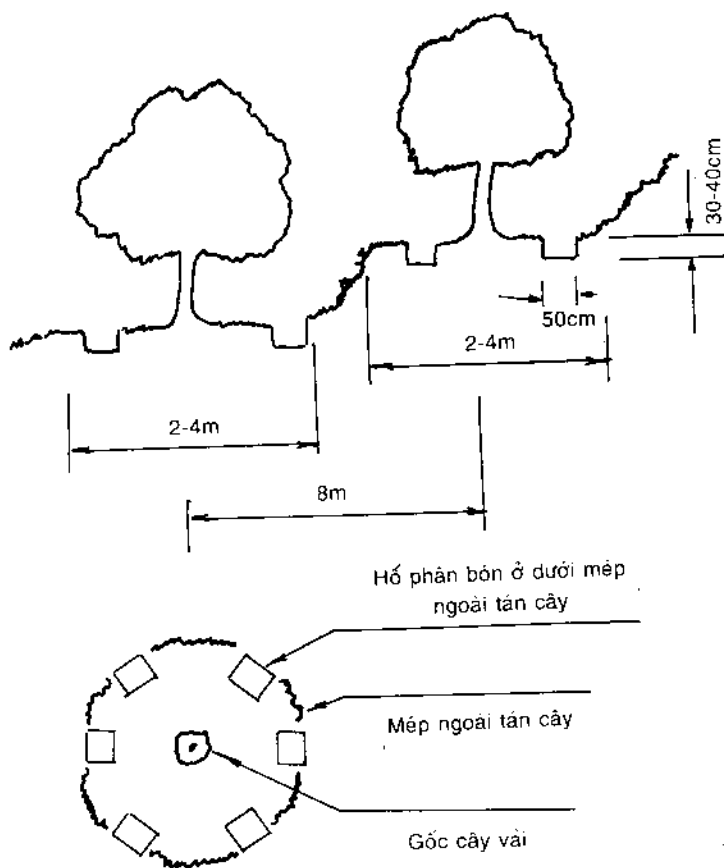 30-40cm
50cm
2-4m
2-4m
8m
Hố phân bón ở dưới mép
ngoài tán cây
Mép ngoài tán cây
Gốc cây vải